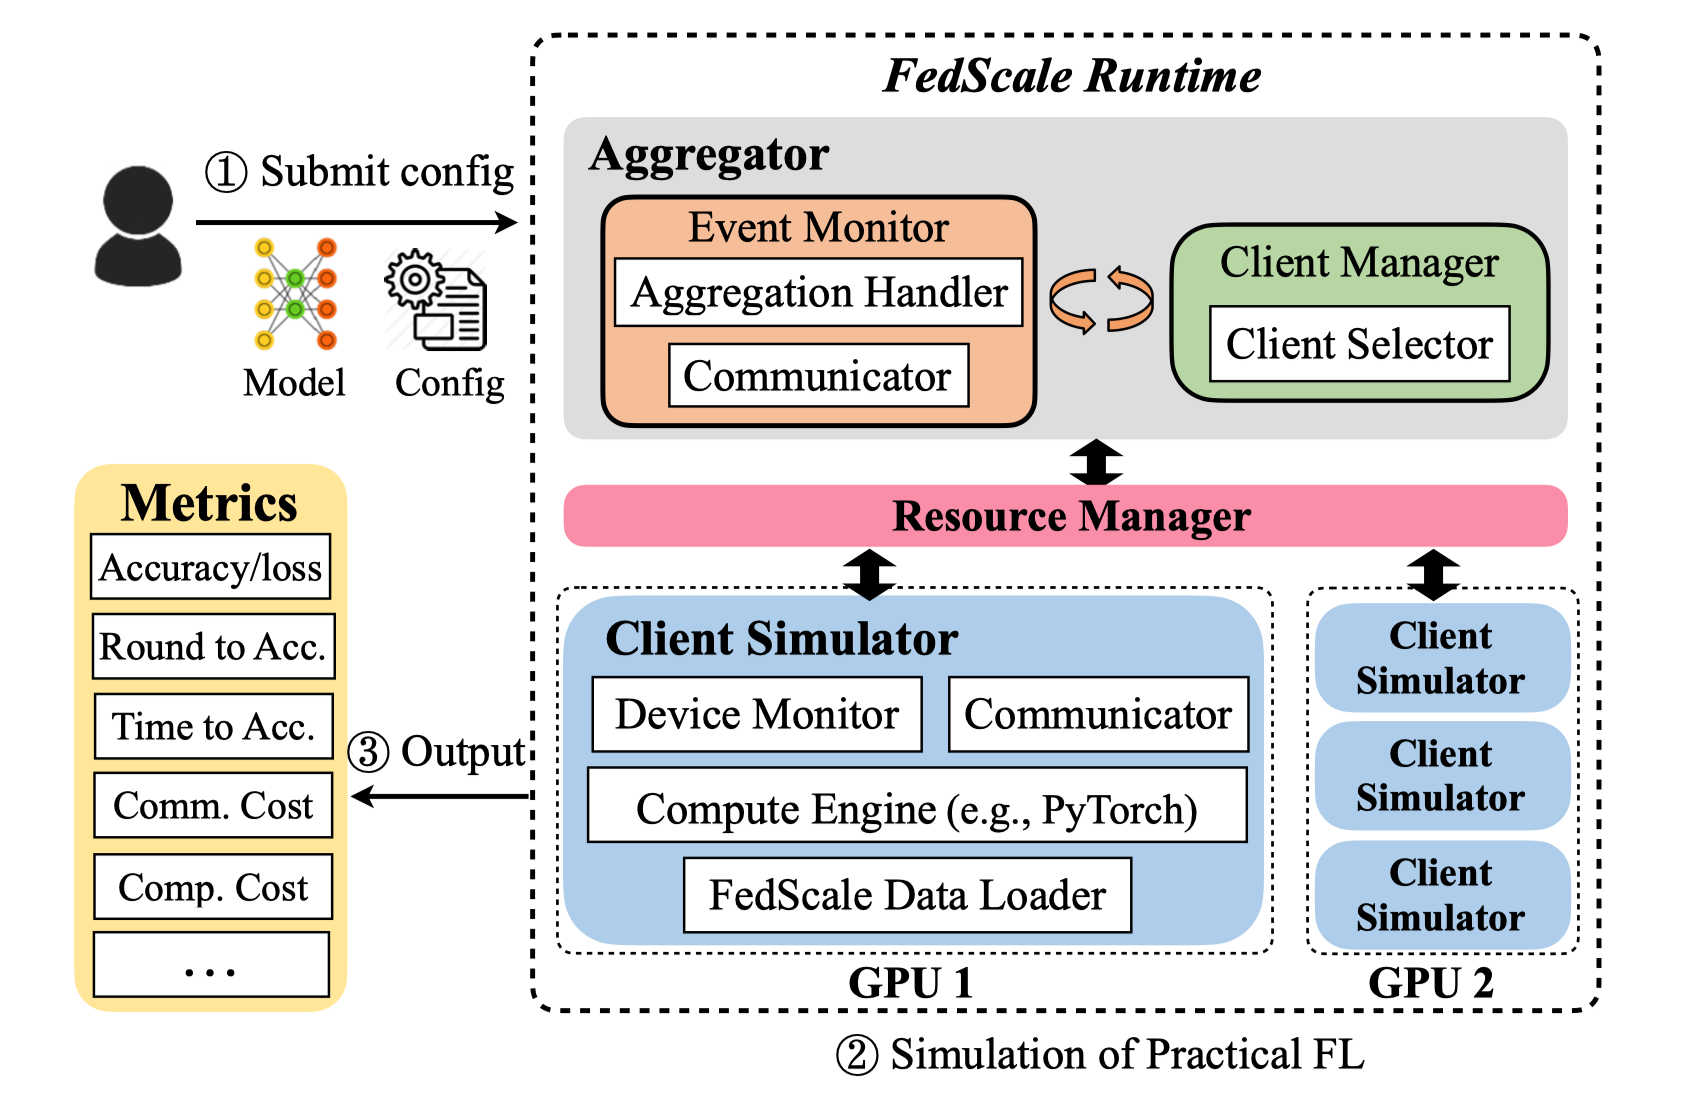 FedScale Runtime
① Submit config
Model
Config
Aggregator
Event Monitor
Aggregation Handler
Communicator
Client Manager
Client Selector
Resource Manager
Client Simulator
Device Monitor
Communicator
Compute Engine (e.g., PyTorch)
FedScale Data Loader
GPU 1
Client
Simulator
Client
Simulator
Client
Simulator
GPU 2
② Simulation of Practical FL
③ Output
Metrics
Accuracy/loss
Round to Acc.
Time to Acc.
Comm. Cost
Comp. Cost
...